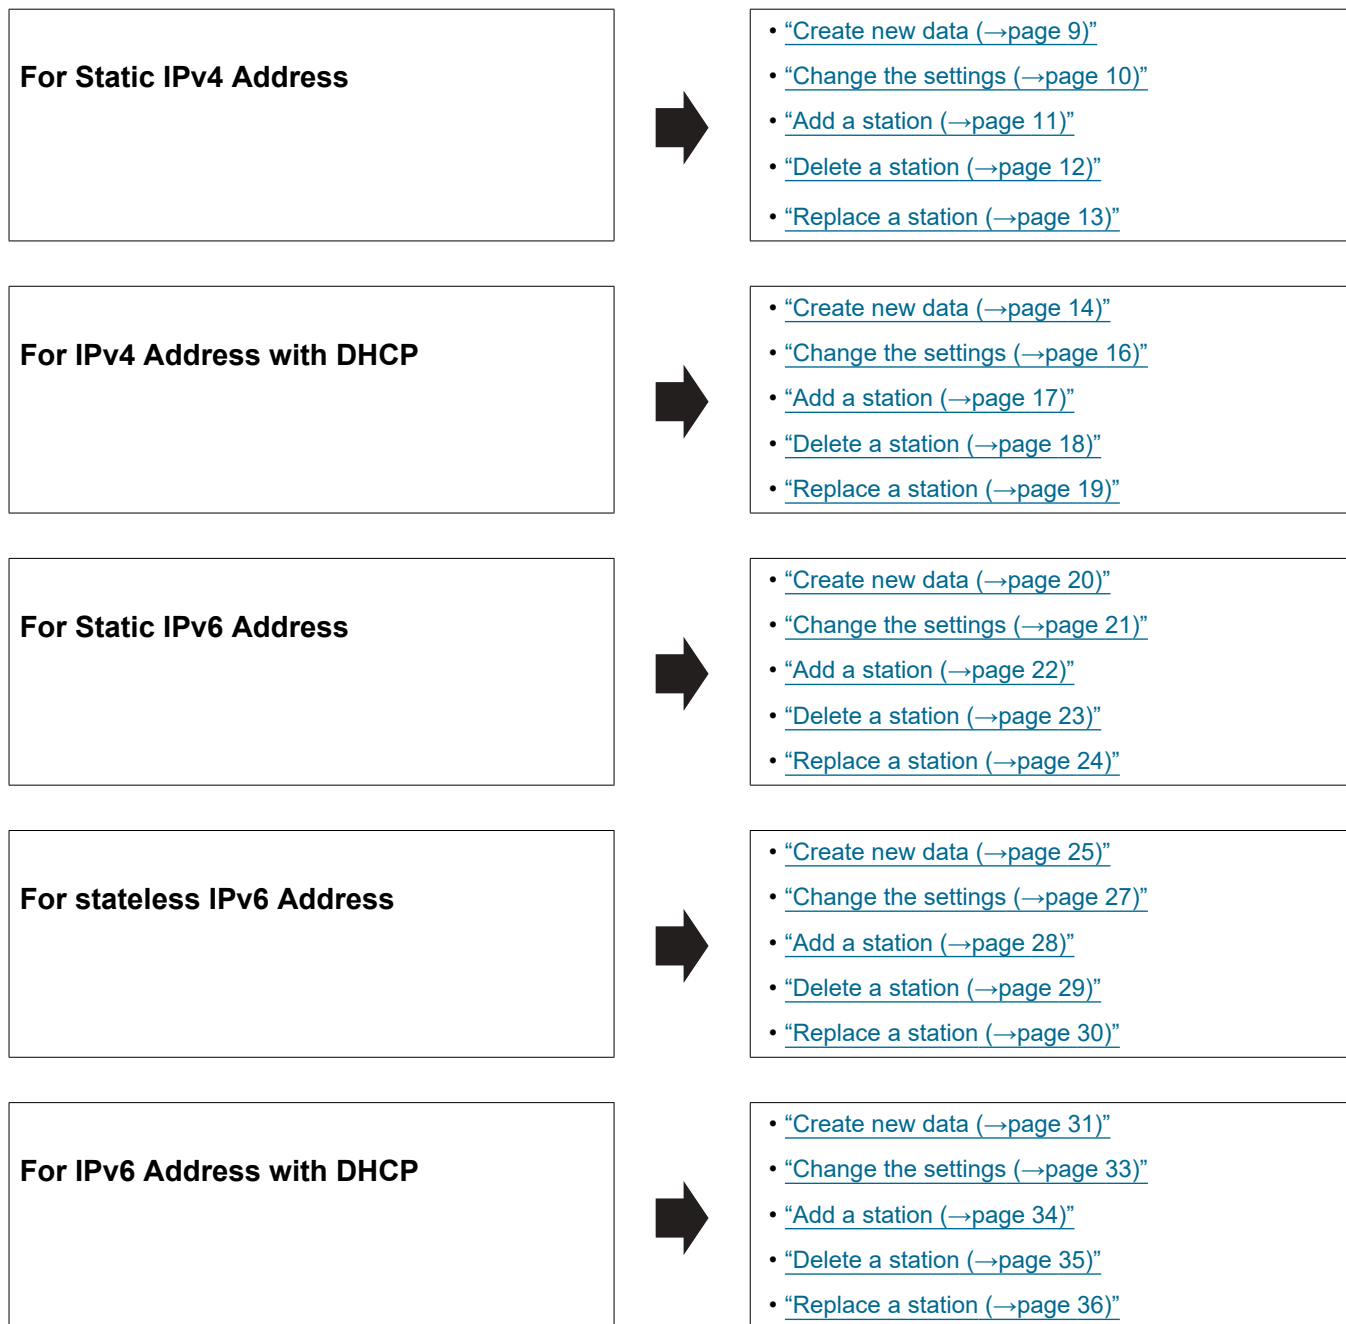 For Static IPv4 Address
• “Create new data (→page 9)”
• “Change the settings (→page 10)”
• “Add a station (→page 11)”
• “Delete a station (→page 12)”
• “Replace a station (→page 13)”
For IPv4 Address with DHCP
• “Create new data (→page 14)”
• “Change the settings (→page 16)”
• “Add a station (→page 17)”
• “Delete a station (→page 18)”
• “Replace a station (→page 19)”
For Static IPv6 Address
• “Create new data (→page 20)”
• “Change the settings (→page 21)”
• “Add a station (→page 22)”
• “Delete a station (→page 23)”
• “Replace a station (→page 24)”
For stateless IPv6 Address
• “Create new data (→page 25)”
• “Change the settings (→page 27)”
• “Add a station (→page 28)”
• “Delete a station (→page 29)”
• “Replace a station (→page 30)”
For IPv6 Address with DHCP
• “Create new data (→page 31)”
• “Change the settings (→page 33)”
• “Add a station (→page 34)”
• “Delete a station (→page 35)”
• “Replace a station (→page 36)”